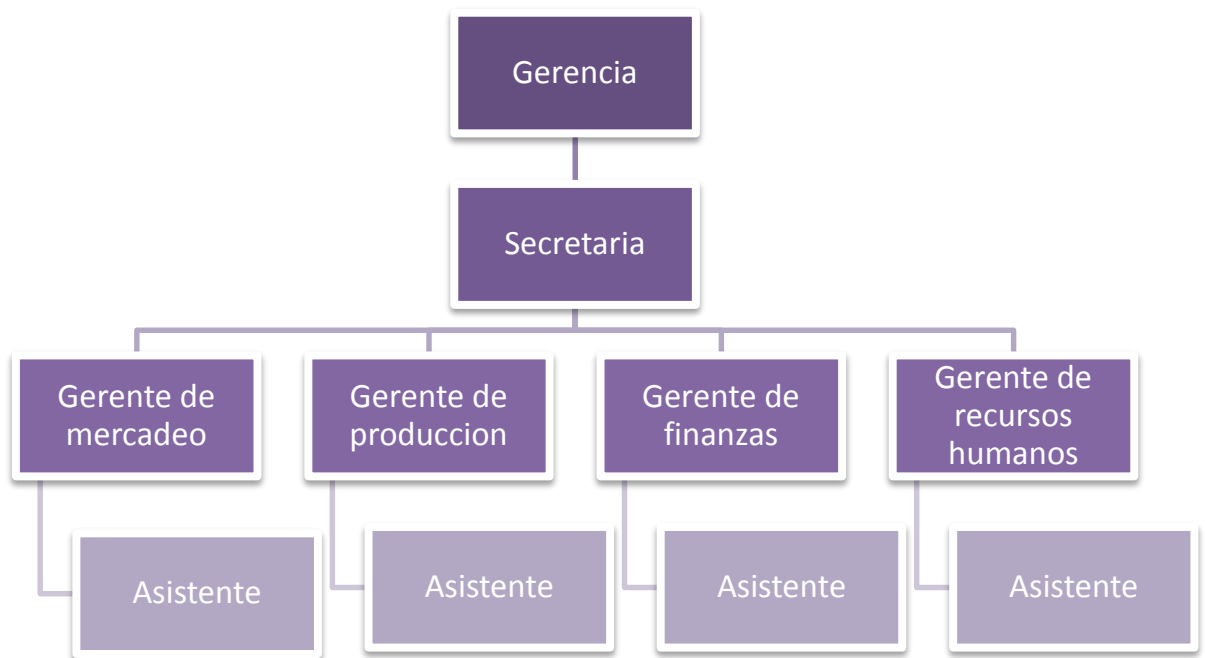 Gerencia
Secretaria
Gerente de
mercadeo
Gerente de
produccion
Gerente de
finanzas
Gerente de
recursos
humanos
Asistente
Asistente
Asistente
Asistente